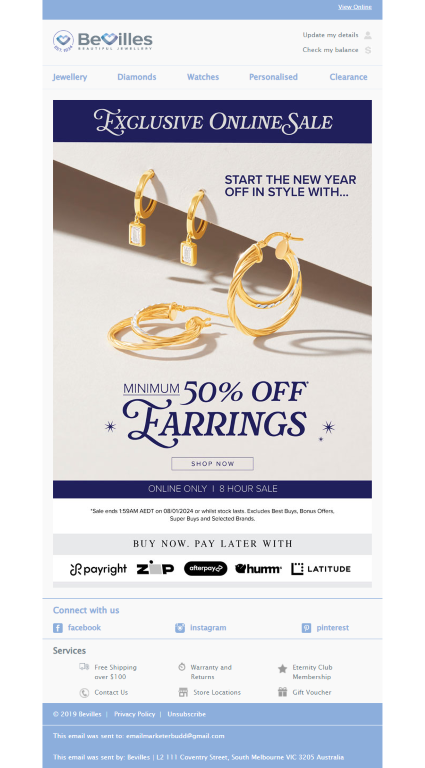 View Online
EST. 1934
Bevilles
BEAUTIFUL JEWELLERY
Update my details
Check my balance
Jewellery Diamonds Watches Personalised Clearance
EXCLUSIVE ONLINE SALE
START THE NEW YEAR
OFF IN STYLE WITH...
MINIMUM 50% OFF*
EARRINGS
SHOP NOW
ONLINE ONLY | 8 HOUR SALE
*Sale ends 1:59AM AEDT on 08/01/2024 or whilst stock lasts. Excludes Best Buys, Bonus Offers,
Super Buys and Selected Brands.
BUY NOW. PAY LATER WITH
payright ZIP afterpay humm LATITUDE
Connect with us
facebook instagram pinterest
Services
Free Shipping
over $100
Warranty and
Returns
Eternity Club
Membership
Contact Us Store Locations Gift Voucher
© 2019 Bevilles | Privacy Policy | Unsubscribe
This email was sent to: emailmarketerbudd@gmail.com
This email was sent by: Bevilles | L2 111 Coventry Street, South Melbourne VIC 3205 Australia